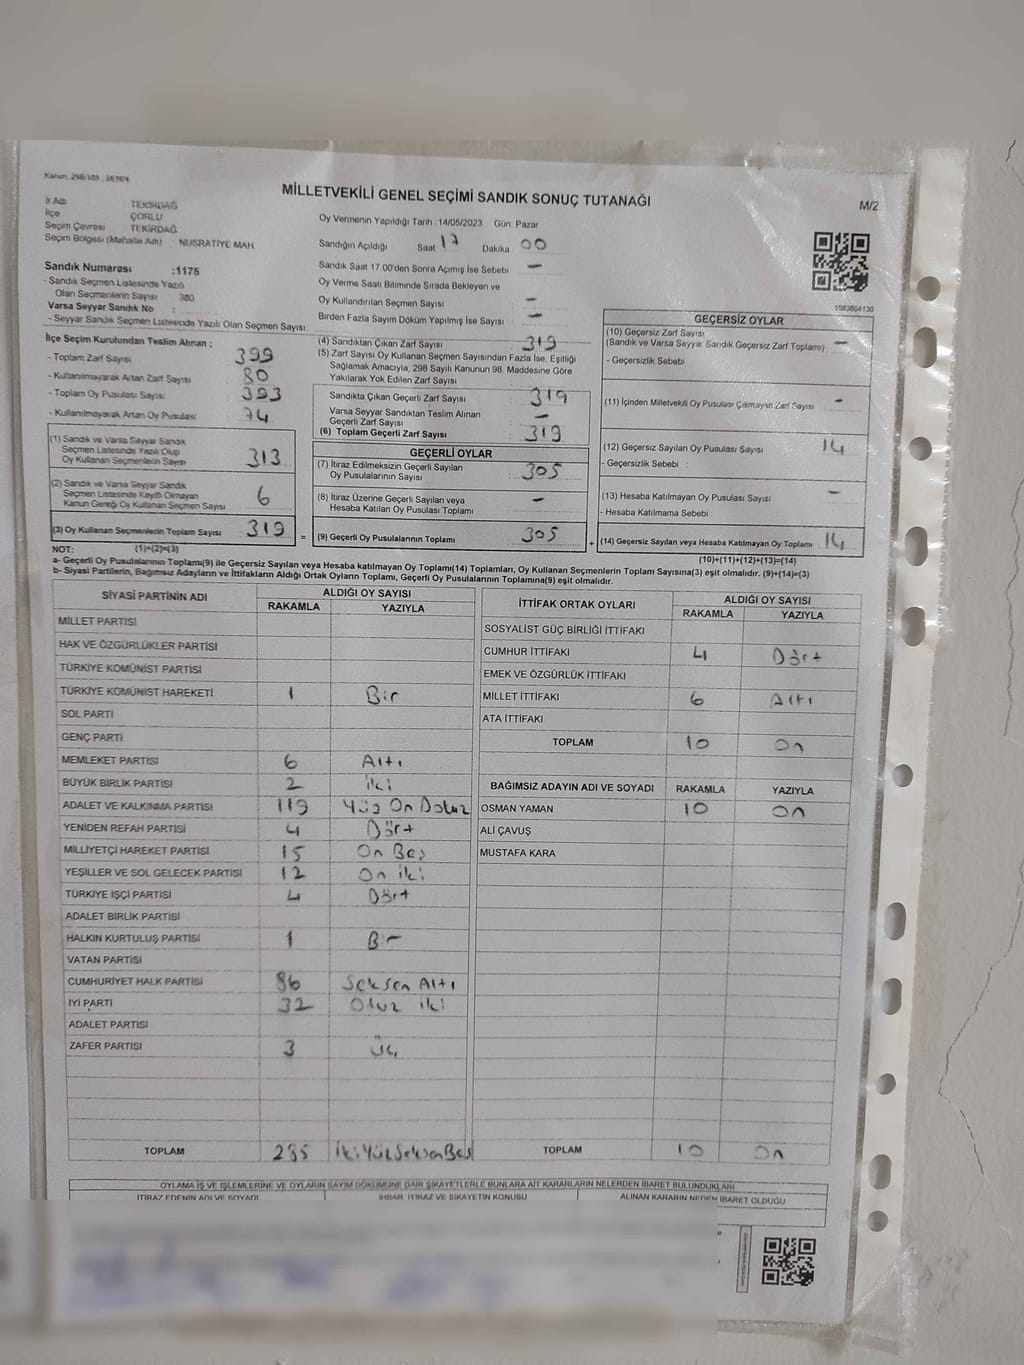 MİLLETVEKİLİ GENEL SEÇİMİ SANDIK SONUÇ TUTANAĞI
M/2
İl Adı TEKİRDAĞ
İlçe ÇORLU
Seçim Çevresi TEKİRDAĞ
Seçim Bölgesi (Mahalle Adı) : NUSRATİYE MAH
Sandık Numarası :1176
- Sandık Seçmen Listesinde Yazılı
Olan Seçmenlerin Sayısı 380
Varsa Seyyar Sandık No :
- Seyyar Sandık Seçmen Listesinde Yazılı Olan Seçmen Sayısı:
Oy Vermenin Yapıldığı Tarih :14/05/2023 Gün: Pazar
Sandığın Açıldığı Saat 17 Dakika 00
Sandık Saat 17.00'den Sonra Açımış İse Sebebi -
Oy Verme Saati Bitiminde Sırada Bekleyen ve
Oy Kullandırılan Seçmen Sayısı -
Birden Fazla Sayım Döküm Yapılmış İse Sayısı -
1083604130
İlçe Seçim Kurulundan Teslim Alınan :
- Toplam Zarf Sayısı 399
- Kullanılmayarak Artan Zarf Sayısı 80
- Toplam Oy Pusulası Sayısı 393
- Kullanılmayarak Artan Oy Pusulası 74
(1) Sandık ve Varsa Seyyar Sandık
Seçmen Listesinde Yazılı Olup
Oy Kullanan Seçmenlerin Sayısı 313
(2) Sandık ve Varsa Seyyar Sandık
Seçmen Listesinde Kayıtlı Olmayan
Kanun Gereği Oy Kullanan Seçmen Sayısı 6
(3) Oy Kullanan Seçmenlerin Toplam Sayısı 319
(1)+(2)=(3)
(4) Sandıktan Çıkan Zarf Sayısı 319
(5) Zarf Sayısı Oy Kullanan Seçmen Sayısından Fazla İse, Eşitliği
Sağlamak Amacıyla, 298 Sayılı Kanunun 98. Maddesine Göre
Yakılarak Yok Edilen Zarf Sayısı
Sandıkta Çıkan Geçerli Zarf Sayısı 319
Varsa Seyyar Sandıktan Teslim Alınan
Geçerli Zarf Sayısı -
(6) Toplam Geçerli Zarf Sayısı 319
GEÇERLİ OYLAR
(7) İtiraz Edilmeksizin Geçerli Sayılan
Oy Pusulalarının Sayısı 305
(8) İtiraz Üzerine Geçerli Sayılan veya
Hesaba Katılan Oy Pusulası Toplamı -
= (9) Geçerli Oy Pusulalarının Toplamı 305
GEÇERSİZ OYLAR
(10) Geçersiz Zarf Sayısı
(Sandık ve Varsa Seyyar Sandık Geçersiz Zarf Toplamı) -
- Geçersizlik Sebebi :
(11) İçinden Milletvekili Oy Pusulası Çıkmayan Zarf Sayısı -
(12) Geçersiz Sayılan Oy Pusulası Sayısı 14
- Geçersizlik Sebebi :
(13) Hesaba Katılmayan Oy Pusulası Sayısı -
- Hesaba Katılmama Sebebi :
+ (14) Geçersiz Sayılan veya Hesaba Katılmayan Oy Toplamı 14
(10)+(11)+(12)+(13)=(14)
NOT:
a- Geçerli Oy Pusulalarının Toplamı(9) ile Geçersiz Sayılan veya Hesaba katılmayan Oy Toplamı(14) Toplamları, Oy Kullanan Seçmenlerin Toplam Sayısına(3) eşit olmalıdır. (9)+(14)=(3)
b- Siyasi Partilerin, Bağımsız Adayların ve İttifakların Aldığı Ortak Oyların Toplamı, Geçerli Oy Pusulalarının Toplamına(9) eşit olmalıdır.
SİYASİ PARTİNİN ADI ALDIĞI OY SAYISI
RAKAMLA YAZIYLA
MİLLET PARTİSİ
HAK VE ÖZGÜRLÜKLER PARTİSİ
TÜRKİYE KOMÜNİST PARTİSİ
TÜRKİYE KOMÜNİST HAREKETİ 1 Bir
SOL PARTİ
GENÇ PARTİ
MEMLEKET PARTİSİ 6 Altı
BÜYÜK BİRLİK PARTİSİ 2 İki
ADALET VE KALKINMA PARTİSİ 119 Yüz On Dokuz
YENİDEN REFAH PARTİSİ 4 Dört
MİLLİYETÇİ HAREKET PARTİSİ 15 On Beş
YEŞİLLER VE SOL GELECEK PARTİSİ 12 On İki
TÜRKİYE İŞÇİ PARTİSİ 4 Dört
ADALET BİRLİK PARTİSİ
HALKIN KURTULUŞ PARTİSİ 1 Bir
VATAN PARTİSİ
CUMHURİYET HALK PARTİSİ 86 Seksen Altı
İYİ PARTİ 32 Otuz iki
ADALET PARTİSİ
ZAFER PARTİSİ 3 Üç
TOPLAM 285 İki Yüz Seksen Beş
İTTİFAK ORTAK OYLARI ALDIĞI OY SAYISI
RAKAMLA YAZIYLA
SOSYALİST GÜÇ BİRLİĞİ İTTİFAKI
CUMHUR İTTİFAKI 4 Dört
EMEK VE ÖZGÜRLÜK İTTİFAKI
MİLLET İTTİFAKI 6 Altı
ATA İTTİFAKI
TOPLAM 10 On
BAĞIMSIZ ADAYIN ADI VE SOYADI RAKAMLA YAZIYLA
OSMAN YAMAN 10 On
ALİ ÇAVUŞ
MUSTAFA KARA
TOPLAM 10 On
OYLAMA İŞ VE İŞLEMLERİNE VE OYLARIN SAYIM DÖKÜMÜNE DAİR ŞİKAYETLERLE BUNLARA AİT KARARLARIN NELERDEN İBARET BULUNDUKLARI
İTİRAZ EDENİN ADI VE SOYADI İHBAR, İTİRAZ VE ŞİKAYETİN KONUSU ALINAN KARARIN NEDEN İBARET OLDUĞU